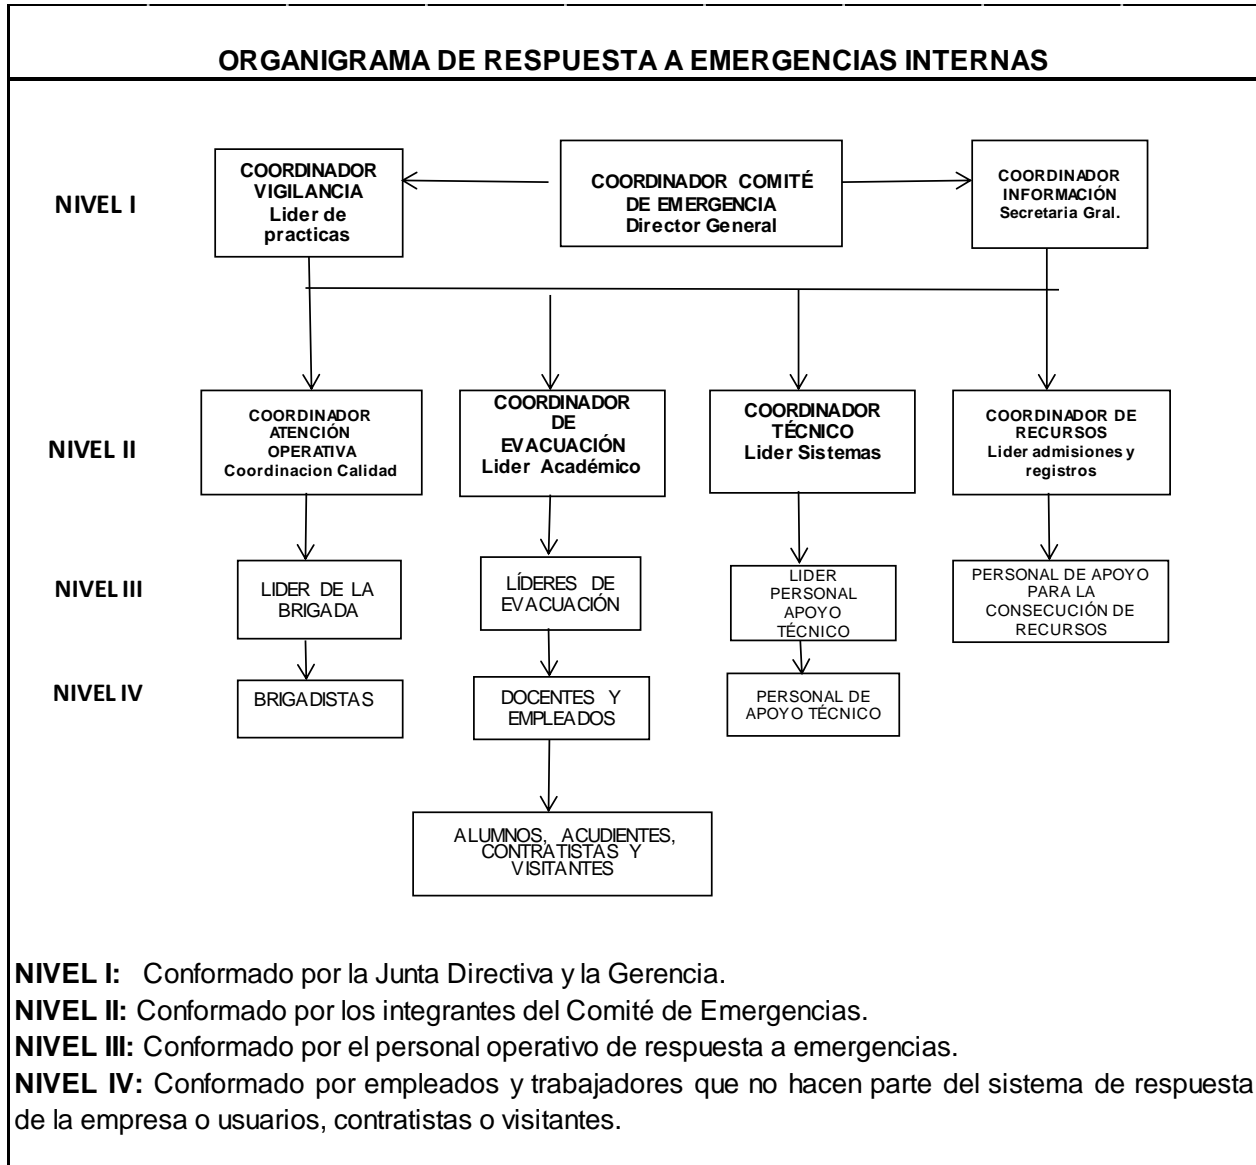 ORGANIGRAMA DE RESPUESTA A EMERGENCIAS INTERNAS
NIVEL I
COORDINADOR
VIGILANCIA
Lider de
practicas
COORDINADOR COMITÉ
DE EMERGENCIA
Director General
COORDINADOR
INFORMACIÓN
Secretaria Gral.
NIVEL II
COORDINADOR
ATENCIÓN
OPERATIVA
Coordinacion Calidad
COORDINADOR
DE
EVACUACIÓN
Lider Académico
COORDINADOR
TÉCNICO
Lider Sistemas
COORDINADOR DE
RECURSOS
Lider admisiones y
registros
NIVEL III
LIDER DE LA
BRIGADA
LÍDERES DE
EVACUACIÓN
LIDER
PERSONAL
APOYO
TÉCNICO
PERSONAL DE APOYO
PARA LA
CONSECUCIÓN DE
RECURSOS
NIVEL IV
BRIGADISTAS
DOCENTES Y
EMPLEADOS
PERSONAL DE
APOYO TÉCNICO
ALUMNOS, ACUDIENTES,
CONTRATISTAS Y
VISITANTES
NIVEL I: Conformado por la Junta Directiva y la Gerencia.
NIVEL II: Conformado por los integrantes del Comité de Emergencias.
NIVEL III: Conformado por el personal operativo de respuesta a emergencias.
NIVEL IV: Conformado por empleados y trabajadores que no hacen parte del sistema de respuesta
de la empresa o usuarios, contratistas o visitantes.